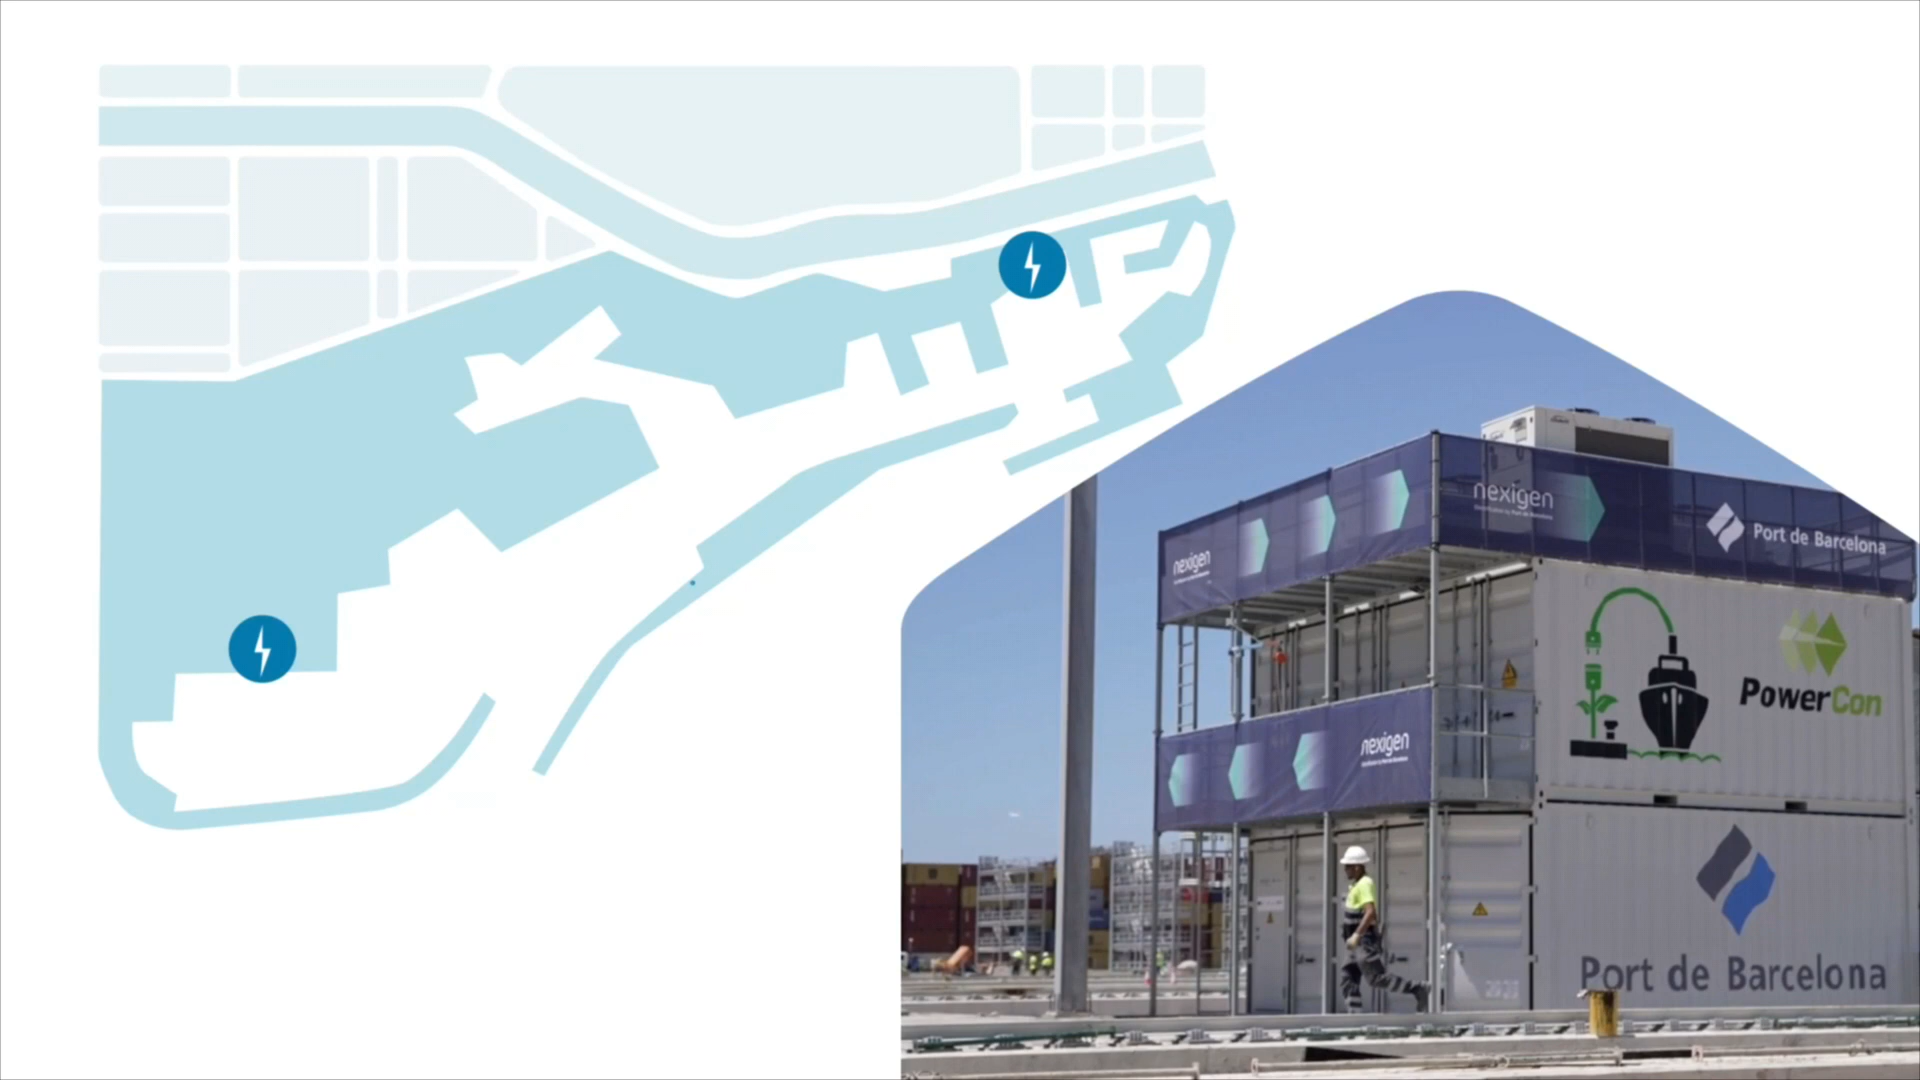 nexigen
nexigen
Port de Barcelona
PowerCon
nexigen
Port de Barcelona